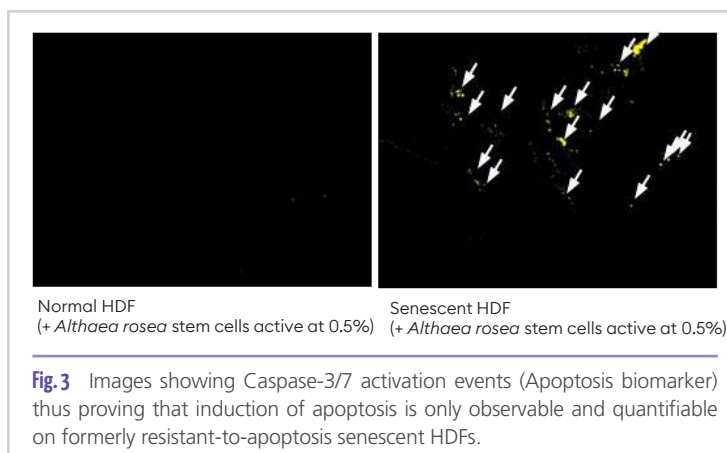 Normal HDF
(+ Althaea rosea stem cells active at 0.5%)
Senescent HDF
(+ Althaea rosea stem cells active at 0.5%)
Fig. 3 Images showing Caspase-3/7 activation events (Apoptosis biomarker)
thus proving that induction of apoptosis is only observable and quantifiable
on formerly resistant-to-apoptosis senescent HDFs.